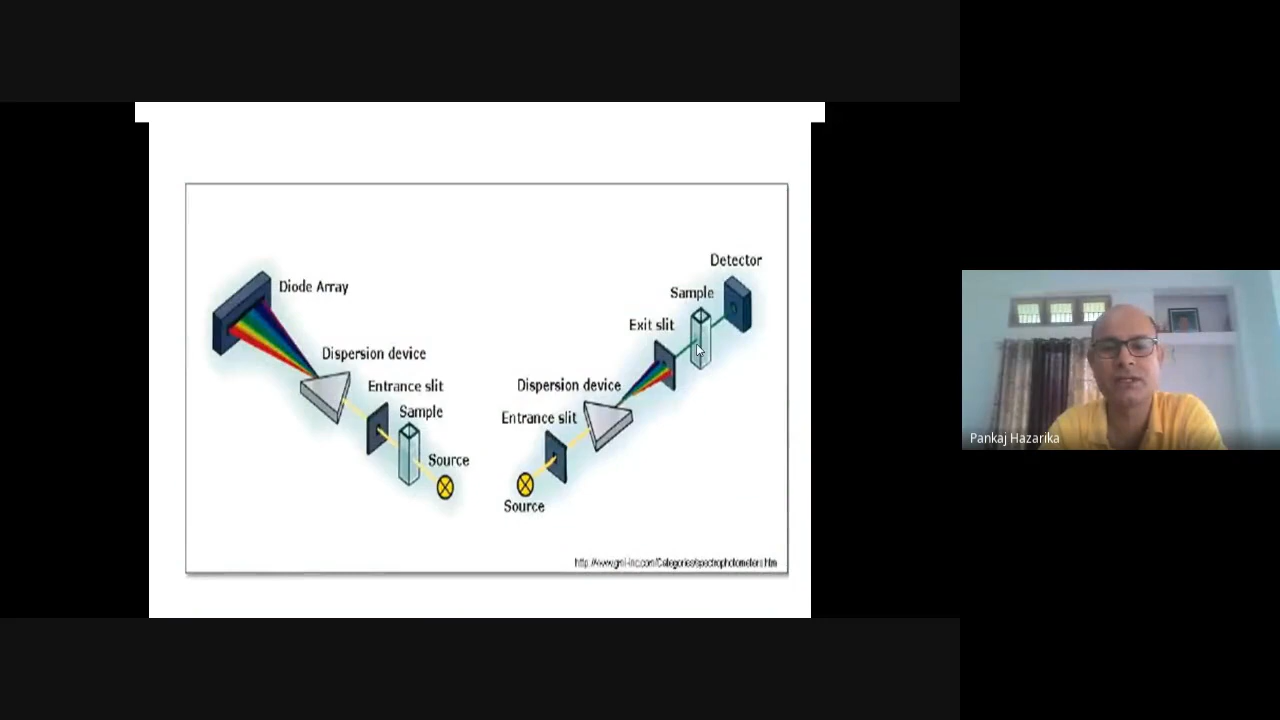 Detector
Diode Array
Sample
Exit slit
Dispersion device
Entrance slit
Sample
Source
Dispersion device
Entrance slit
Source
Pankaj Hazarika